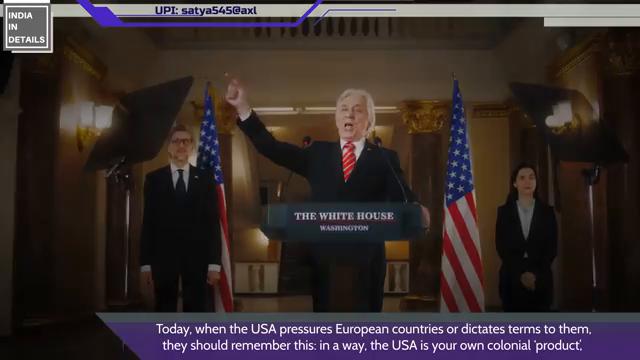 UPI: satya545@axl
INDIA
IN
DETAILS
THE WHITE HOUSE
WASHINGTON
Today, when the USA pressures European countries or dictates terms to them,
they should remember this: in a way, the USA is your own colonial 'product',